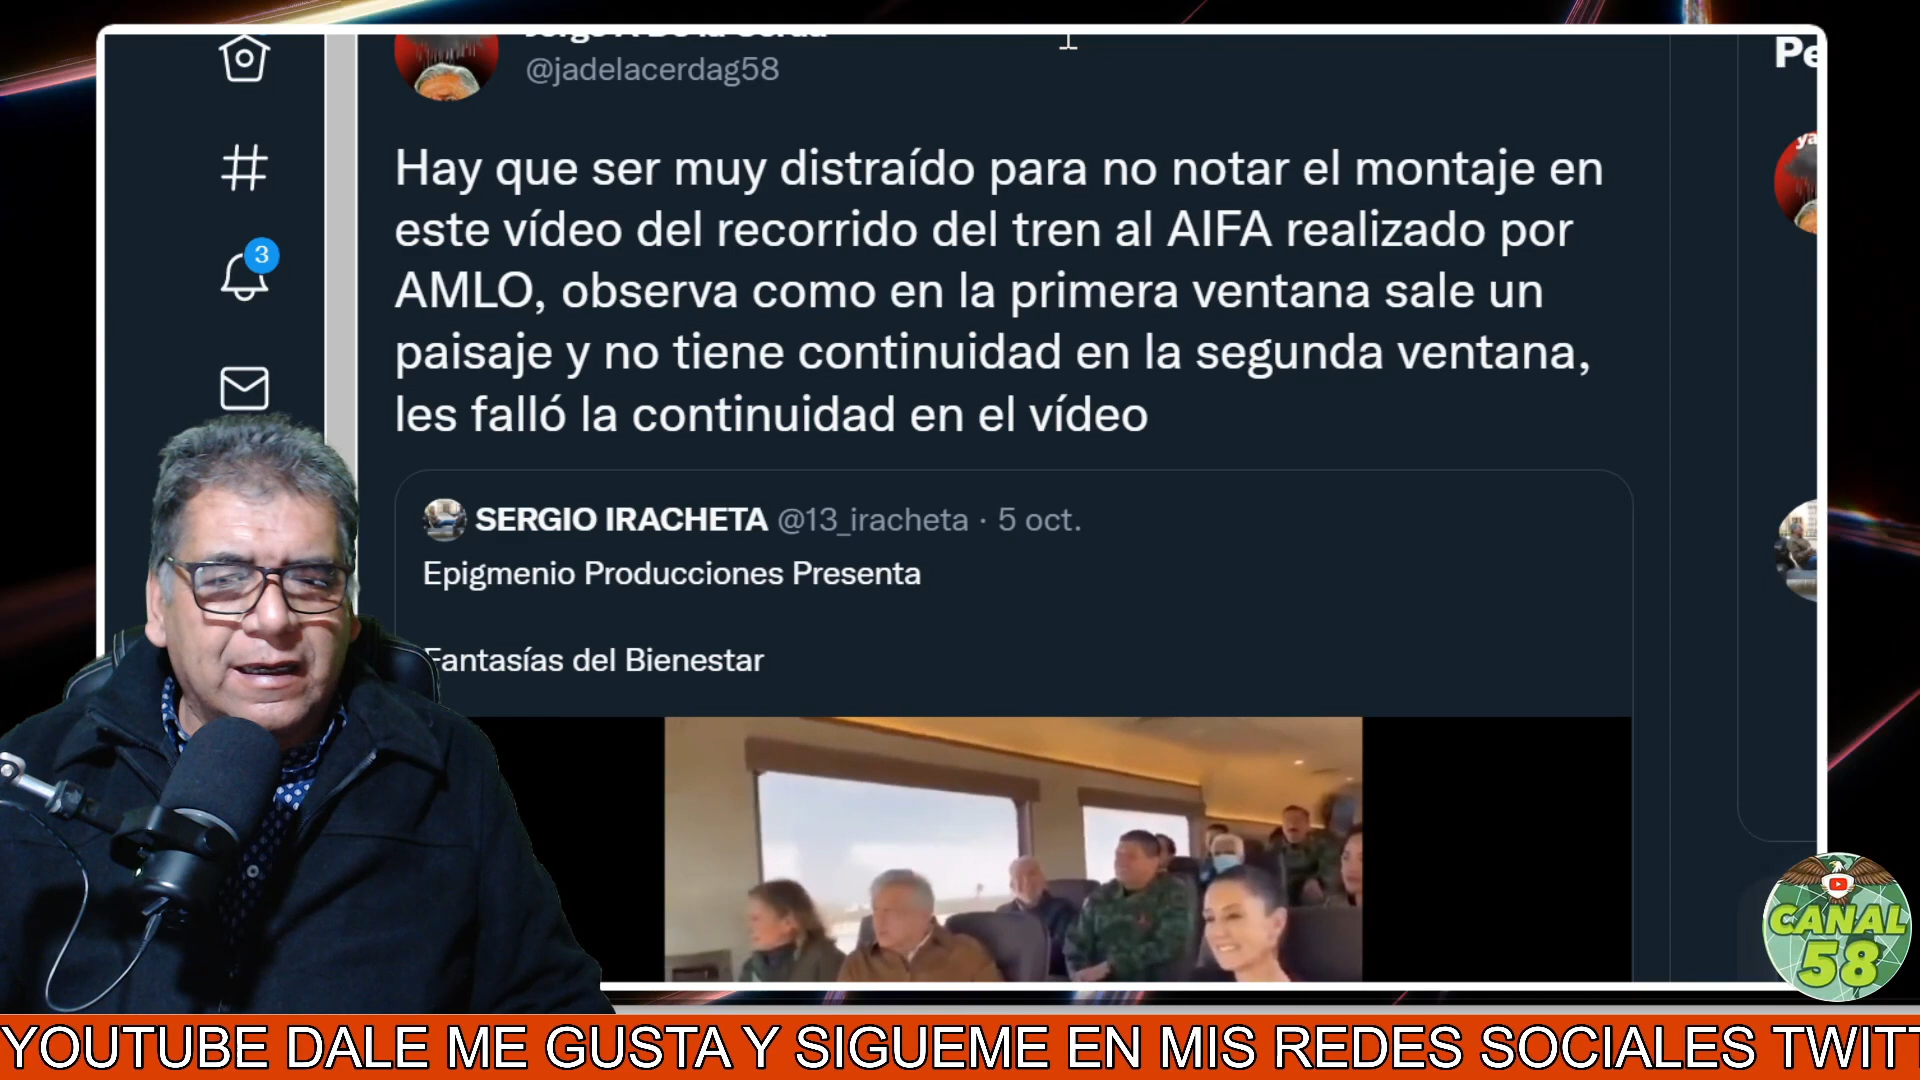 @jadelacerdag58
Pe
ya
Hay que ser muy distraído para no notar el montaje en
este vídeo del recorrido del tren al AIFA realizado por
AMLO, observa como en la primera ventana sale un
paisaje y no tiene continuidad en la segunda ventana,
les falló la continuidad en el vídeo
3
SERGIO IRACHETA @13_iracheta · 5 oct.
Epigmenio Producciones Presenta
Fantasías del Bienestar
CANAL
58
YOUTUBE DALE ME GUSTA Y SIGUEME EN MIS REDES SOCIALES TWITT